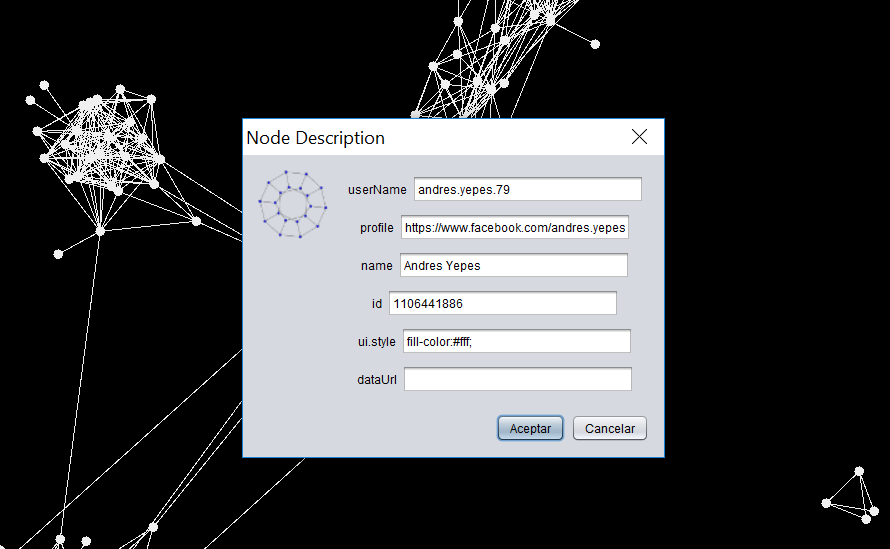 Node Description
userName andres.yepes.79
profile https://www.facebook.com/andres.yepes
name Andres Yepes
id 1106441886
ui.style fill-color:#fff;
dataUrl
Aceptar Cancelar